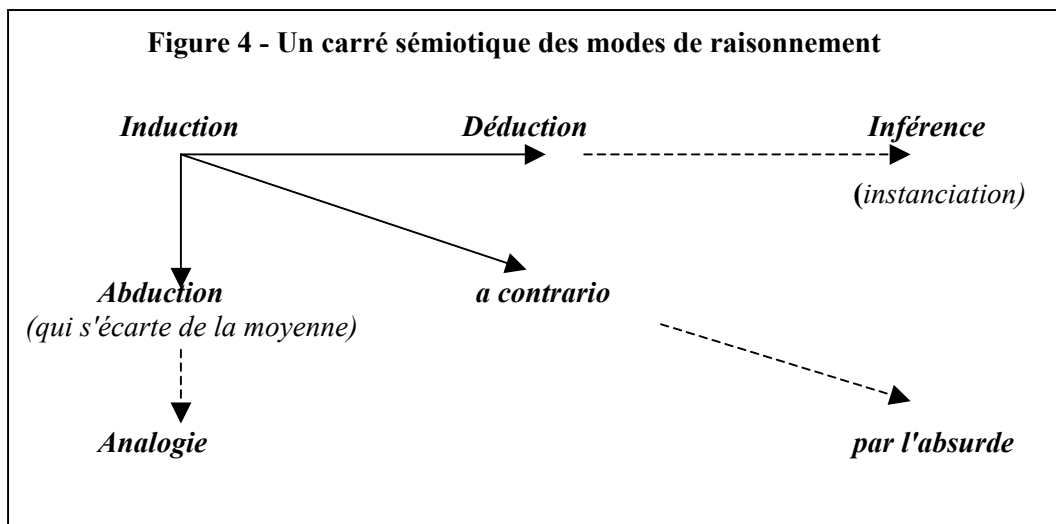 Figure 4 - Un carré sémiotique des modes de raisonnement
Induction Déduction Inférence
(instanciation)
Abduction a contrario
(qui s'écarte de la moyenne)
Analogie par l'absurde